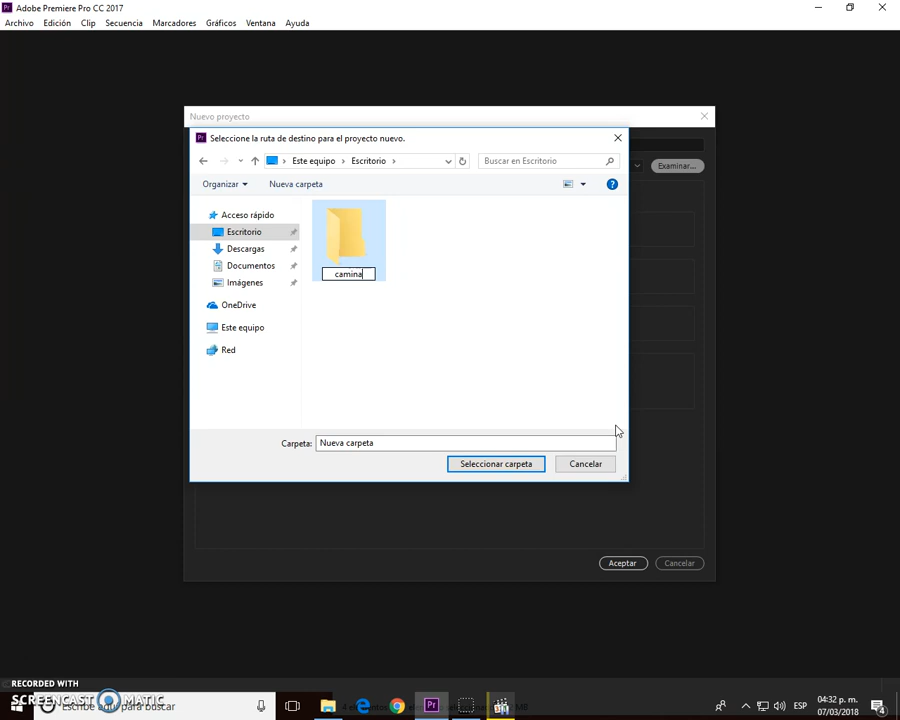 Adobe Premiere Pro CC 2017
Archivo Edición Clip Secuencia Marcadores Gráficos Ventana Ayuda
Nuevo proyecto
Seleccione la ruta de destino para el proyecto nuevo.
Este equipo Escritorio
Buscar en Escritorio
Examinar...
Organizar Nueva carpeta
Acceso rápido
Escritorio
Descargas
Documentos
Imágenes
OneDrive
Este equipo
Red
camina
Carpeta: Nueva carpeta
Seleccionar carpeta Cancelar
Aceptar Cancelar
RECORDED WITH
SCREENCAST MATIC
Escribe aquí para buscar
ESP
04:32 p. m.
07/03/2018
4